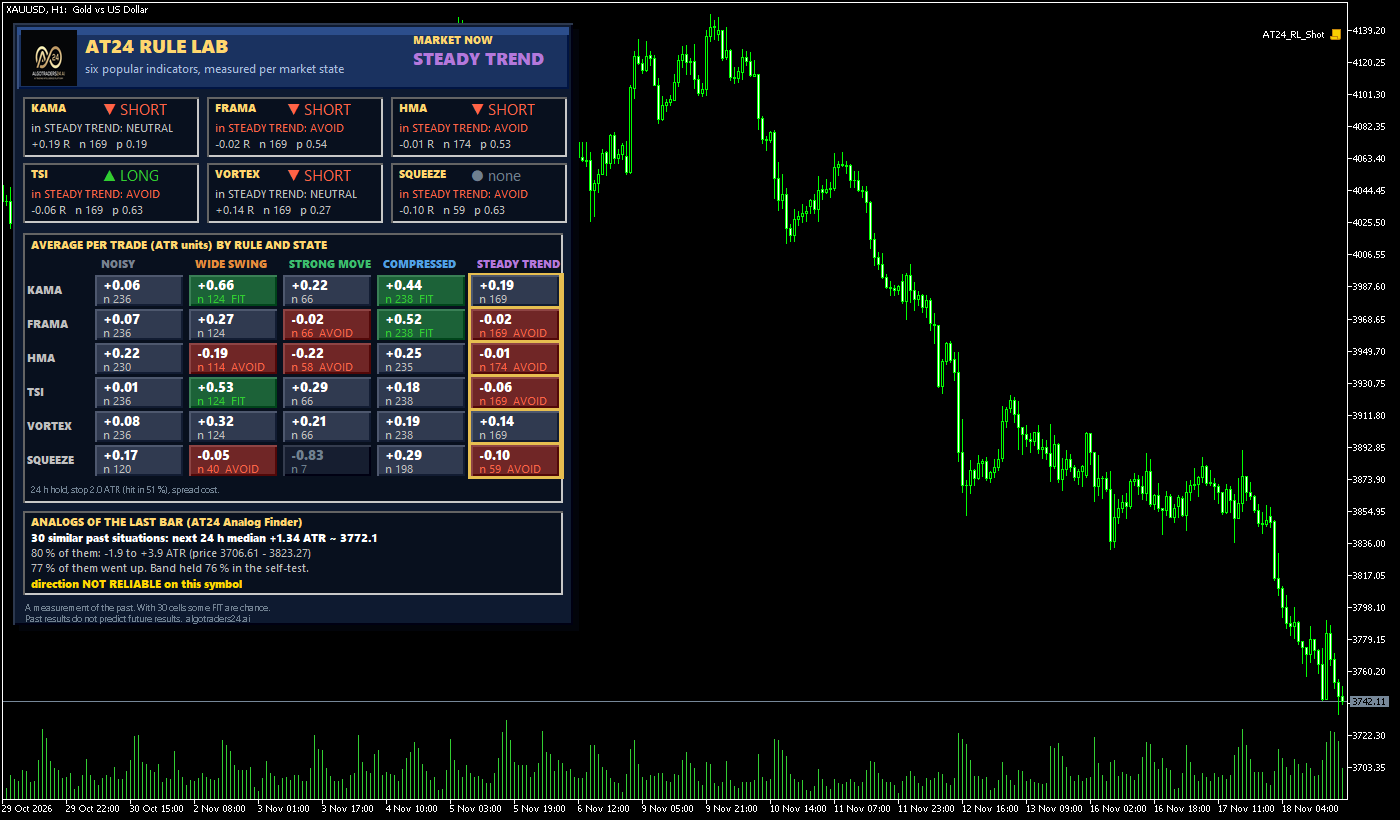 XAUUSD, H1: Gold vs US Dollar
AT24_RL_Shot
AT24 RULE LAB
six popular indicators, measured per market state
MARKET NOW
STEADY TREND
24
ALGOTRADERS24.AI
KAMA ▼ SHORT
in STEADY TREND: NEUTRAL
+0.19 R n 169 p 0.19
FRAMA ▼ SHORT
in STEADY TREND: AVOID
-0.02 R n 169 p 0.54
HMA ▼ SHORT
in STEADY TREND: AVOID
-0.01 R n 174 p 0.53
TSI ▲ LONG
in STEADY TREND: AVOID
-0.06 R n 169 p 0.63
VORTEX ▼ SHORT
in STEADY TREND: NEUTRAL
+0.14 R n 169 p 0.27
SQUEEZE ● none
in STEADY TREND: AVOID
-0.10 R n 59 p 0.63
AVERAGE PER TRADE (ATR units) BY RULE AND STATE
NOISY WIDE SWING STRONG MOVE COMPRESSED STEADY TREND
KAMA +0.06 +0.66 +0.22 +0.44 +0.19
n 236 n 124 FIT n 66 n 238 FIT n 169
FRAMA +0.07 +0.27 -0.02 +0.52 -0.02
n 236 n 124 n 66 AVOID n 238 FIT n 169 AVOID
HMA +0.22 -0.19 -0.22 +0.25 -0.01
n 230 n 114 AVOID n 58 AVOID n 235 n 174 AVOID
TSI +0.01 +0.53 +0.29 +0.18 -0.06
n 236 n 124 FIT n 66 n 238 n 169 AVOID
VORTEX +0.08 +0.32 +0.21 +0.19 +0.14
n 236 n 124 n 66 n 238 n 169
SQUEEZE +0.17 -0.05 -0.83 +0.29 -0.10
n 120 n 40 AVOID n 7 n 198 n 59 AVOID
24 h hold, stop 2.0 ATR (hit in 51 %), spread cost.
ANALOGS OF THE LAST BAR (AT24 Analog Finder)
30 similar past situations: next 24 h median +1.34 ATR ~ 3772.1
80 % of them: -1.9 to +3.9 ATR (price 3706.61 - 3823.27)
77 % of them went up. Band held 76 % in the self-test.
direction NOT RELIABLE on this symbol
A measurement of the past. With 30 cells some FIT are chance.
Past results do not predict future results. algotraders24.ai
4139.20
4120.25
4101.30
4082.35
4063.40
4044.45
4025.50
4006.55
3987.60
3968.65
3949.70
3930.75
3911.80
3892.85
3873.90
3854.95
3836.00
3817.05
3798.10
3779.15
3760.20
3742.11
3722.30
3703.35
29 Oct 2026 29 Oct 22:00 30 Oct 15:00 2 Nov 08:00 3 Nov 01:00 3 Nov 17:00 4 Nov 10:00 5 Nov 03:00 5 Nov 19:00 6 Nov 12:00 9 Nov 05:00 9 Nov 21:00 10 Nov 14:00 11 Nov 07:00 11 Nov 23:00 12 Nov 16:00 13 Nov 09:00 16 Nov 02:00 16 Nov 18:00 17 Nov 11:00 18 Nov 04:00